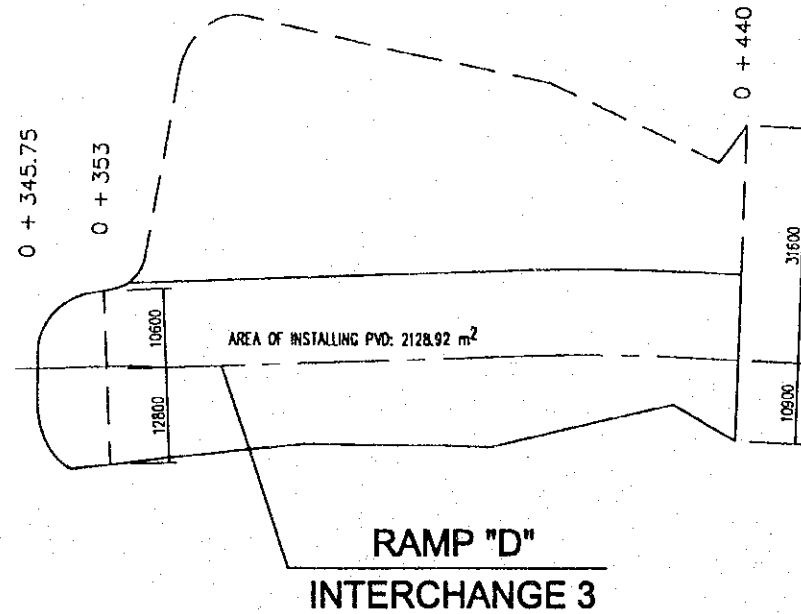 0 + 440
0 + 345.75
0 + 353
31600
10600
AREA OF INSTALLING PVD: 2128.92 m²
12800
10900
RAMP "D"
INTERCHANGE 3